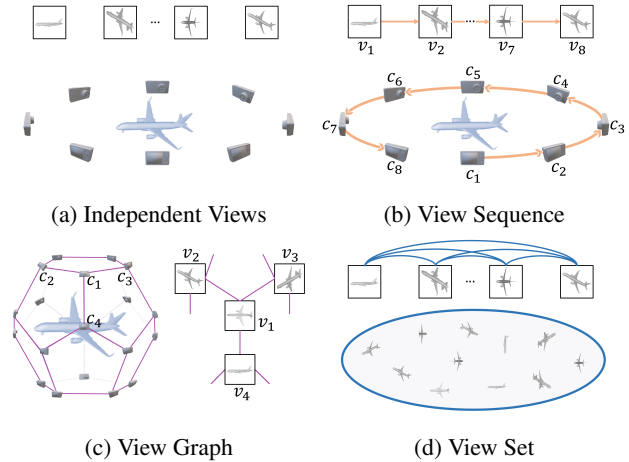 ...
...
v₁ v₂ v₇ v₈
c₆ c₅ c₄
c₇ c₃
c₈ c₁ c₂
(a) Independent Views
(b) View Sequence
c₂ c₁ c₃
c₄
v₂ v₃
v₁
v₄
...
(c) View Graph
(d) View Set